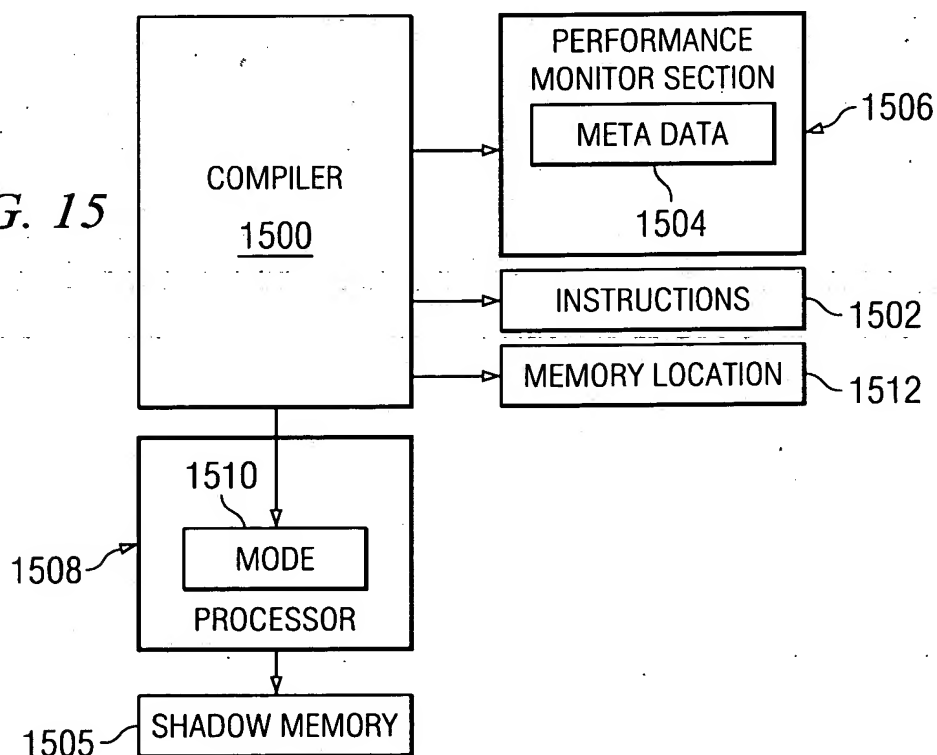 G. 15
COMPILER
1500
PERFORMANCE
MONITOR SECTION
META DATA
1504
1506
INSTRUCTIONS
1502
MEMORY LOCATION
1512
1510
MODE
PROCESSOR
1508
SHADOW MEMORY
1505